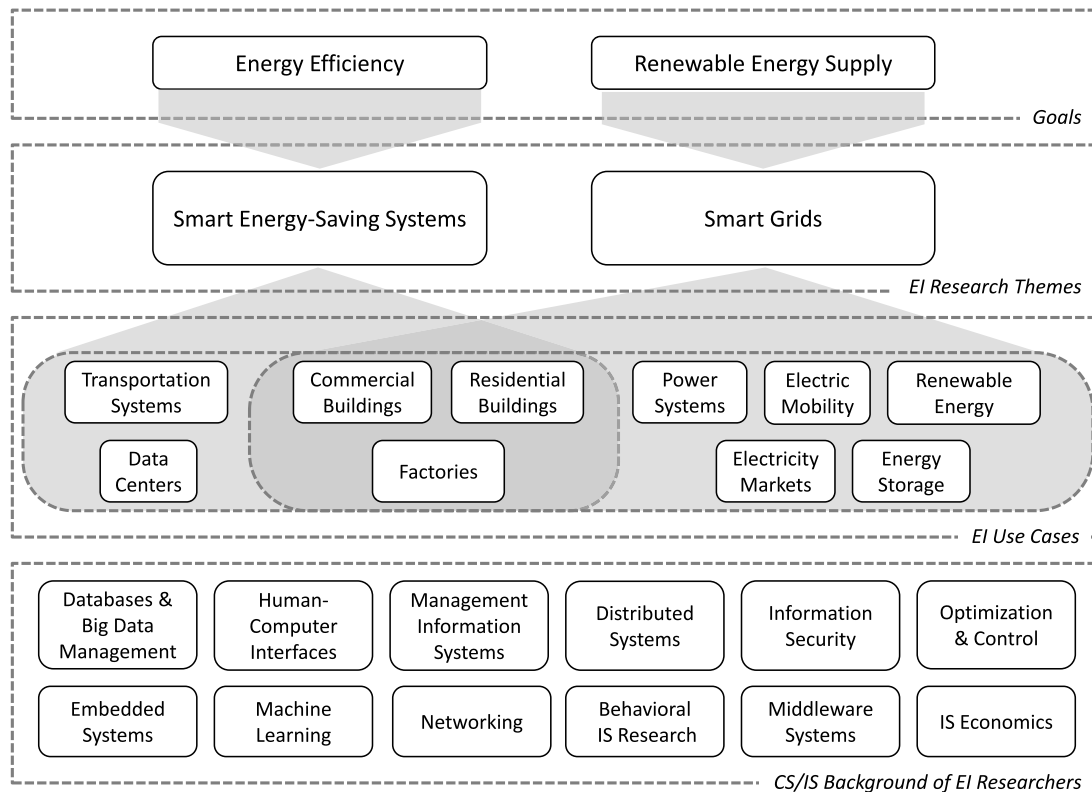 Energy Efficiency
Renewable Energy Supply
Goals
Smart Energy-Saving Systems
Smart Grids
EI Research Themes
Transportation
Systems
Commercial
Buildings
Residential
Buildings
Power
Systems
Electric
Mobility
Renewable
Energy
Data
Centers
Factories
Electricity
Markets
Energy
Storage
EI Use Cases
Databases &
Big Data
Management
Human-
Computer
Interfaces
Management
Information
Systems
Distributed
Systems
Information
Security
Optimization
& Control
Embedded
Systems
Machine
Learning
Networking
Behavioral
IS Research
Middleware
Systems
IS Economics
CS/IS Background of EI Researchers